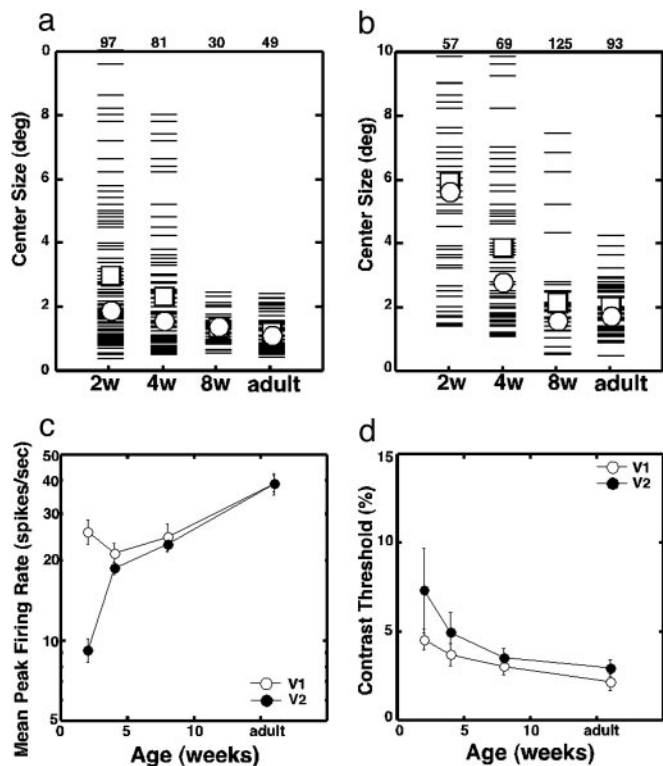 a
97 81 30 49
0
8
6
4
2
0
Center Size (deg)
2w 4w 8w adult
b
57 69 125 93
10
8
6
4
2
0
Center Size (deg)
2w 4w 8w adult
c
50
40
30
20
10
5
Mean Peak Firing Rate (spikes/sec)
V1
V2
0 5 10 adult
Age (weeks)
d
15
10
5
0
Contrast Threshold (%)
V1
V2
0 5 10 adult
Age (weeks)